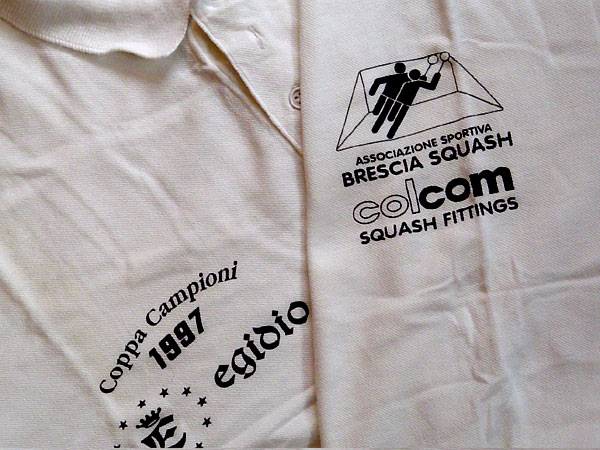 ASSOCIAZIONE SPORTIVA
BRESCIA SQUASH
colcom
SQUASH FITTINGS
Coppa Campioni
1997
egidio
E